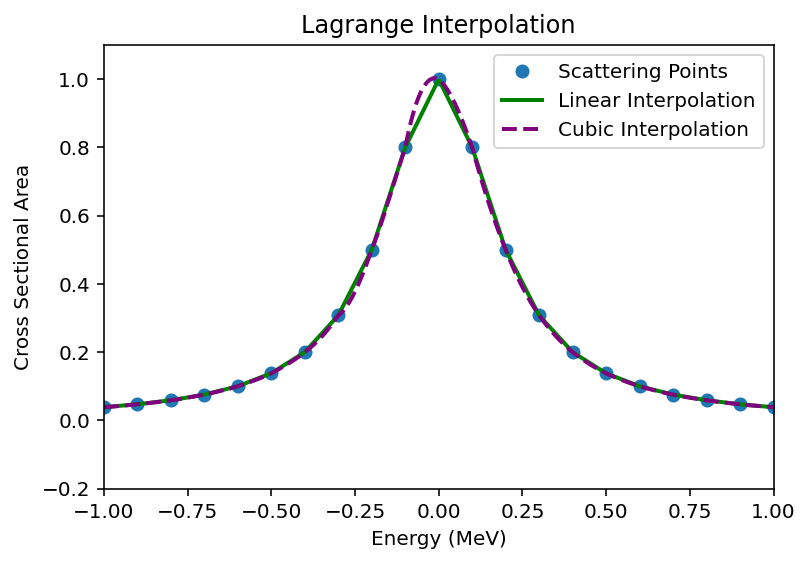 Lagrange Interpolation
Scattering Points
Linear Interpolation
Cubic Interpolation
Cross Sectional Area
1.0
0.8
0.6
0.4
0.2
0.0
−0.2
−1.00 −0.75 −0.50 −0.25 0.00 0.25 0.50 0.75 1.00
Energy (MeV)